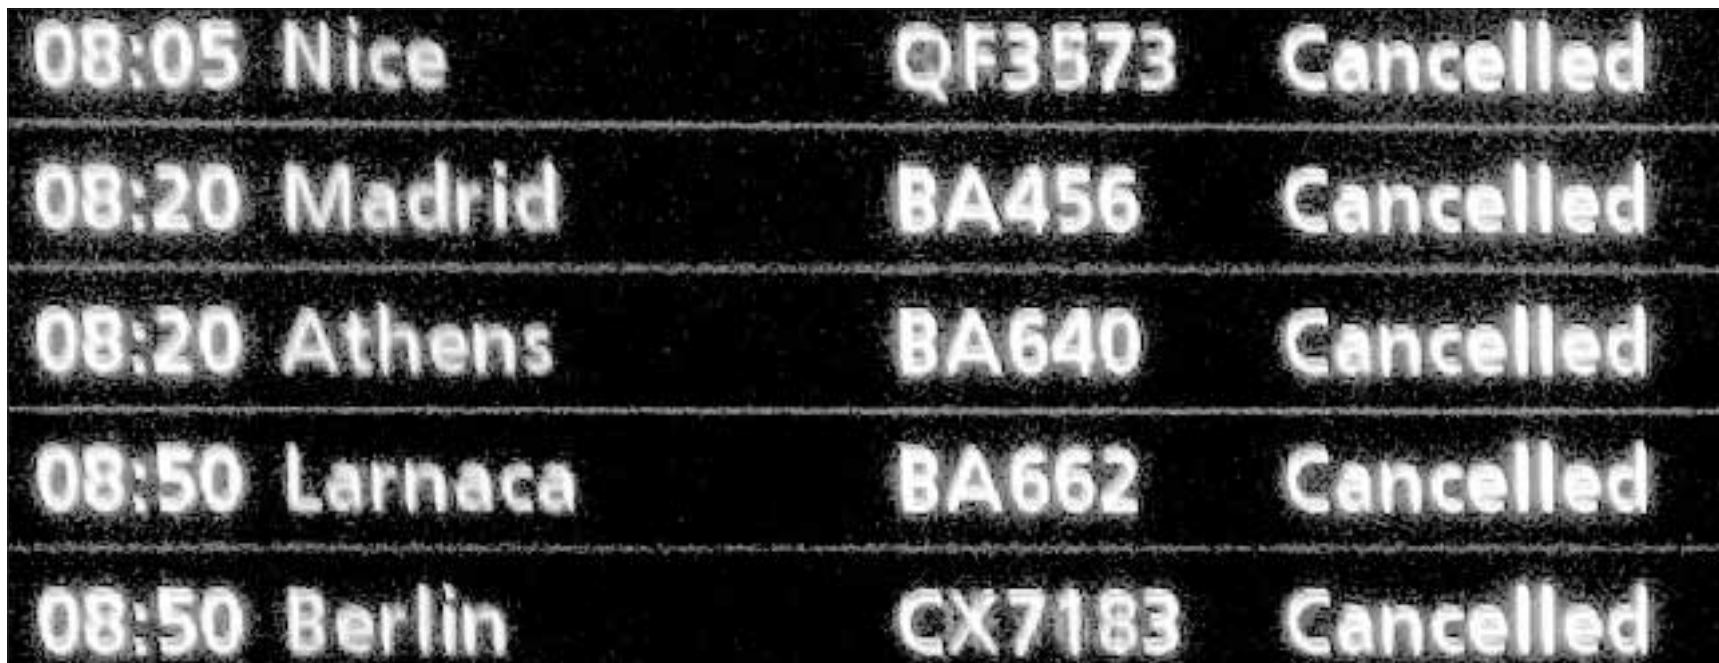 08:05 Nice QF3573 Cancelled
08:20 Madrid BA456 Cancelled
08:20 Athens BA640 Cancelled
08:50 Larnaca BA662 Cancelled
08:50 Berlin CX7183 Cancelled